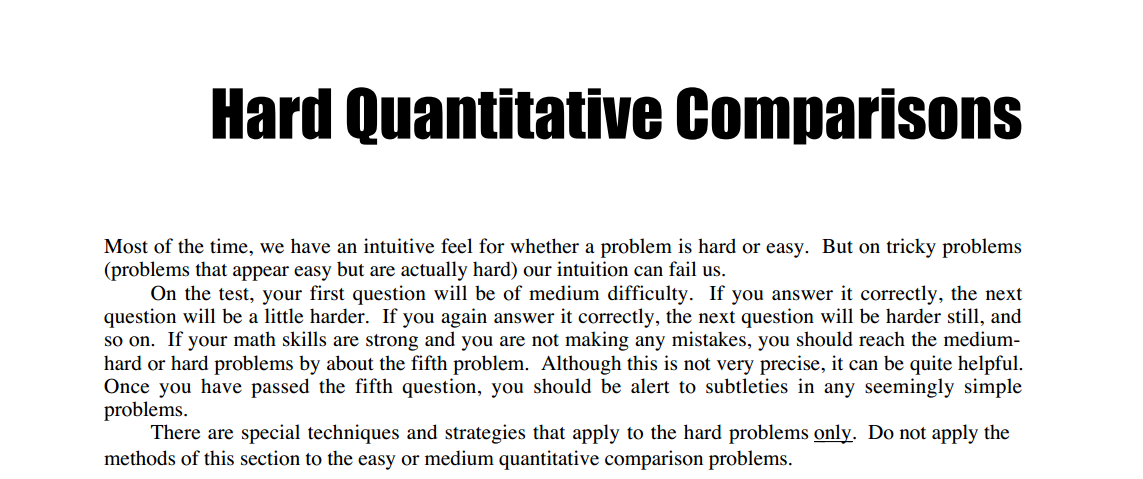 Hard Quantitative Comparisons
Most of the time, we have an intuitive feel for whether a problem is hard or easy.  But on tricky problems
(problems that appear easy but are actually hard) our intuition can fail us.
On the test, your first question will be of medium difficulty.  If you answer it correctly, the next
question will be a little harder.  If you again answer it correctly, the next question will be harder still, and
so on.  If your math skills are strong and you are not making any mistakes, you should reach the medium-
hard or hard problems by about the fifth problem.  Although this is not very precise, it can be quite helpful.
Once you have passed the fifth question, you should be alert to subtleties in any seemingly simple
problems.
There are special techniques and strategies that apply to the hard problems only.  Do not apply the
methods of this section to the easy or medium quantitative comparison problems.